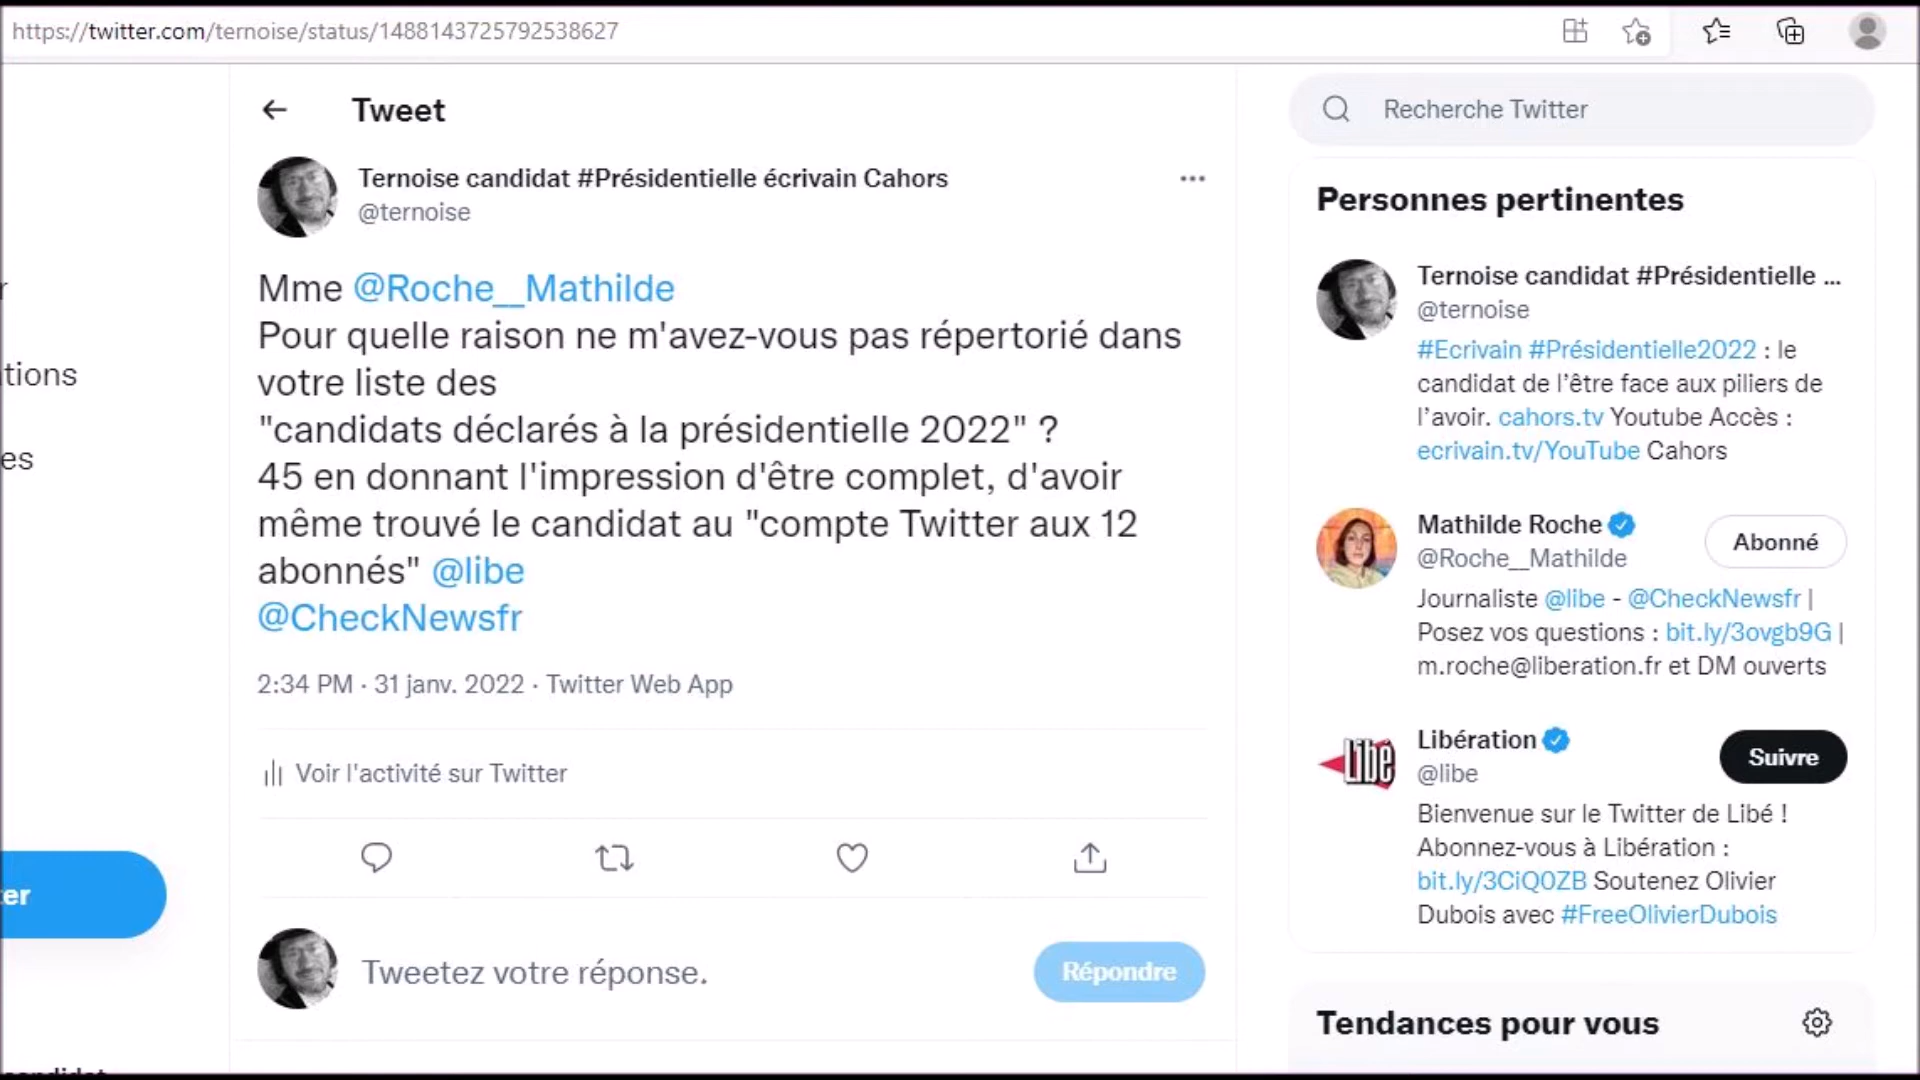 https://twitter.com/ternoise/status/1488143725792538627
Tweet
Ternoise candidat #Présidentielle écrivain Cahors
@ternoise
Mme @Roche__Mathilde
Pour quelle raison ne m'avez-vous pas répertorié dans
votre liste des
"candidats déclarés à la présidentielle 2022" ?
45 en donnant l'impression d'être complet, d'avoir
même trouvé le candidat au "compte Twitter aux 12
abonnés" @libe
@CheckNewsfr
2:34 PM · 31 janv. 2022 · Twitter Web App
Voir l'activité sur Twitter
Tweetez votre réponse.
Répondre
Recherche Twitter
Personnes pertinentes
Ternoise candidat #Présidentielle ...
@ternoise
#Ecrivain #Présidentielle2022 : le
candidat de l’être face aux piliers de
l’avoir. cahors.tv Youtube Accès :
ecrivain.tv/YouTube Cahors
Mathilde Roche
@Roche__Mathilde
Abonné
Journaliste @libe - @CheckNewsfr |
Posez vos questions : bit.ly/3ovgb9G |
m.roche@liberation.fr et DM ouverts
Libé
Libération
@libe
Suivre
Bienvenue sur le Twitter de Libé !
Abonnez-vous à Libération :
bit.ly/3CiQ0ZB Soutenez Olivier
Dubois avec #FreeOlivierDubois
Tendances pour vous
r
tions
es
er